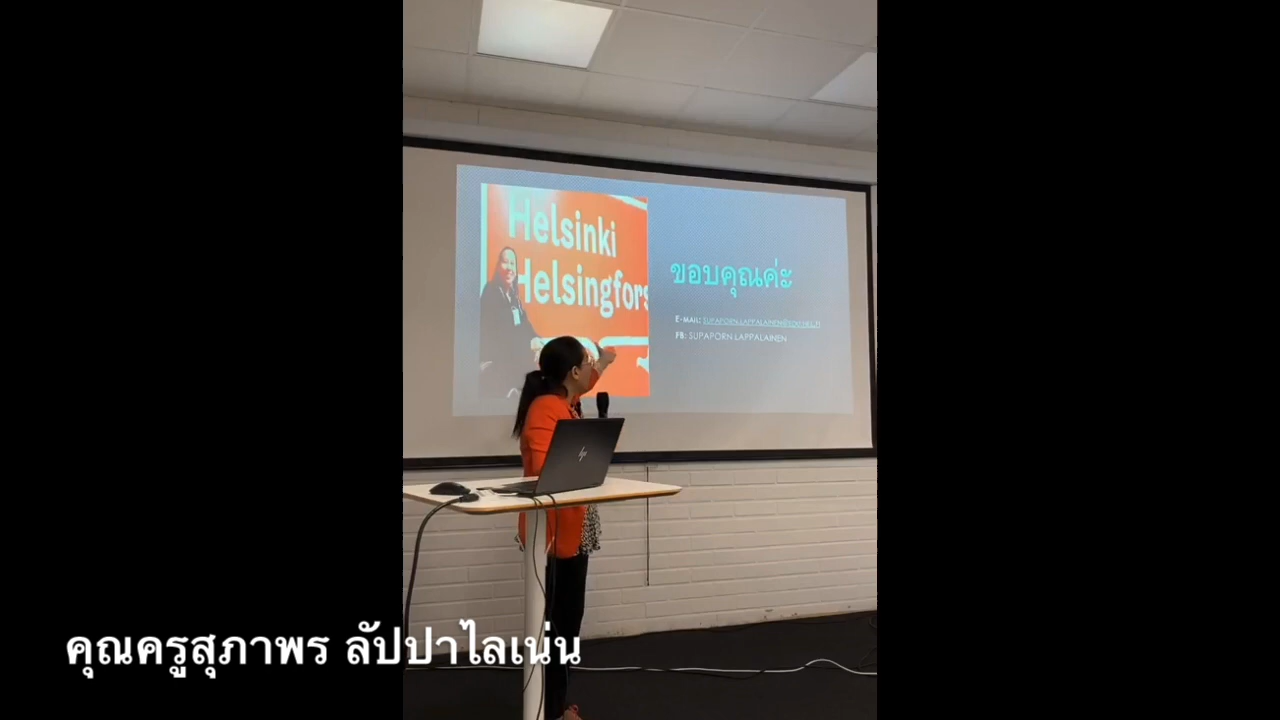 Helsinki
Helsingfors
ขอบคุณค่ะ
E-MAIL:
FB: SUPAPORN LAPPALAINEN
hp
คุณครูสุภาพร ลัปปาไลเน่น